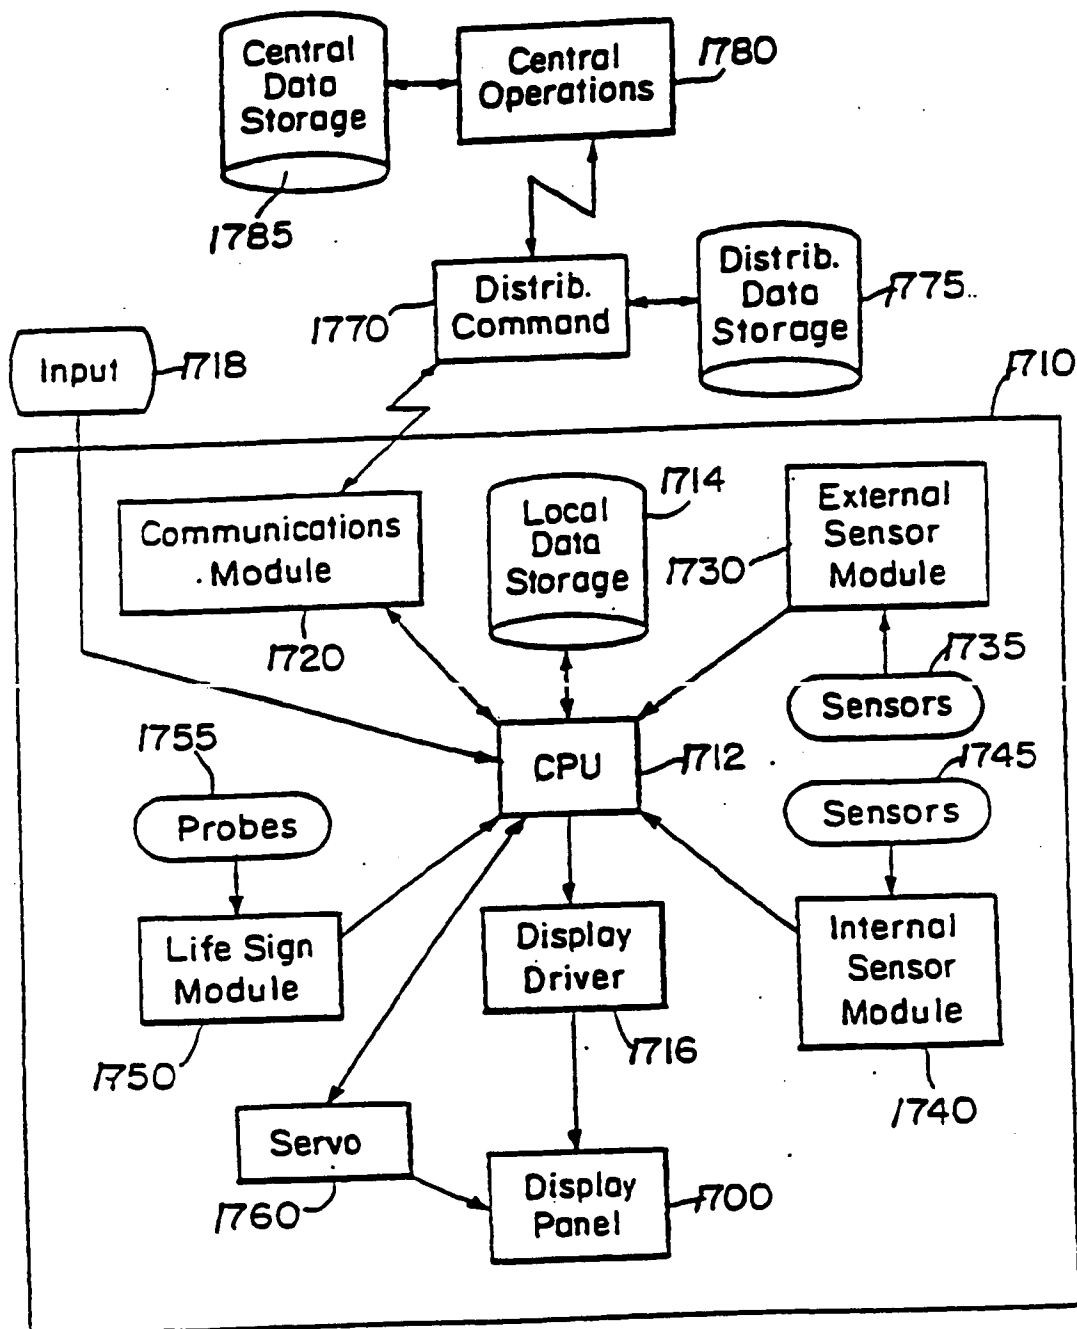 Central
Data
Storage
1785
Central
Operations
1780
Distrib.
Command
1770
Distrib.
Data
Storage
1775
Input
1718
1710
Communications
Module
1720
Local
Data
Storage
1714
External
Sensor
Module
1730
Sensors
1735
CPU
1712
Probes
1755
Sensors
1745
Life Sign
Module
1750
Display
Driver
1716
Internal
Sensor
Module
1740
Servo
1760
Display
Panel
1700